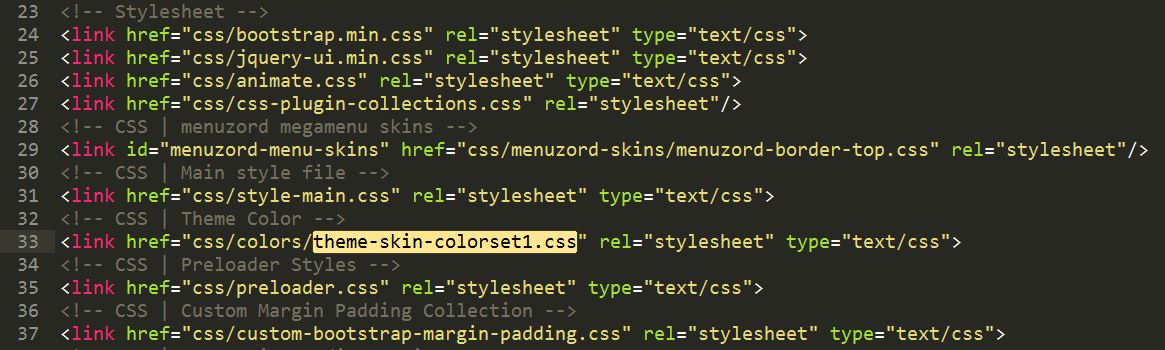 23 <!-- Stylesheet -->
24 <link href="css/bootstrap.min.css" rel="stylesheet" type="text/css">
25 <link href="css/jquery-ui.min.css" rel="stylesheet" type="text/css">
26 <link href="css/animate.css" rel="stylesheet" type="text/css">
27 <link href="css/css-plugin-collections.css" rel="stylesheet"/>
28 <!-- CSS | menuzord megamenu skins -->
29 <link id="menuzord-menu-skins" href="css/menuzord-skins/menuzord-border-top.css" rel="stylesheet"/>
30 <!-- CSS | Main style file -->
31 <link href="css/style-main.css" rel="stylesheet" type="text/css">
32 <!-- CSS | Theme Color -->
33 <link href="css/colors/theme-skin-colorset1.css" rel="stylesheet" type="text/css">
34 <!-- CSS | Preloader Styles -->
35 <link href="css/preloader.css" rel="stylesheet" type="text/css">
36 <!-- CSS | Custom Margin Padding Collection -->
37 <link href="css/custom-bootstrap-margin-padding.css" rel="stylesheet" type="text/css">